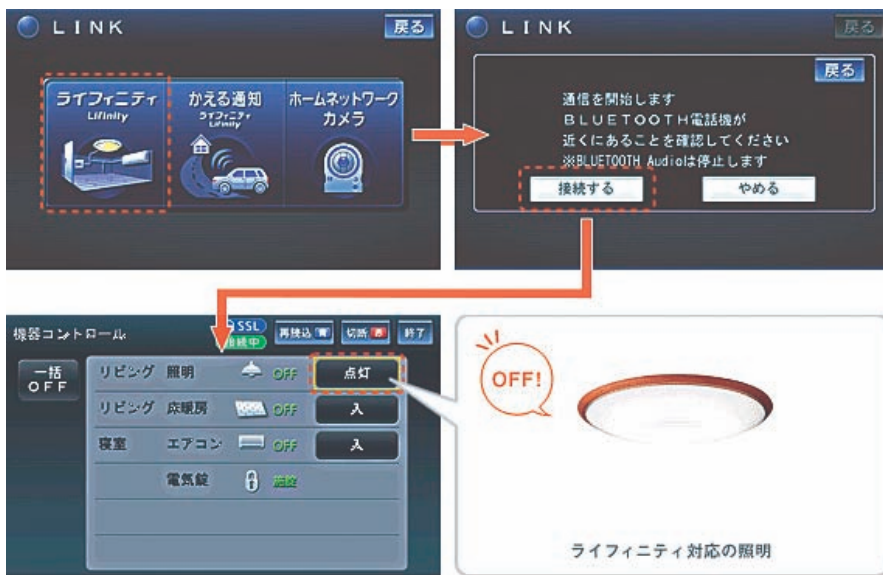 LINK
戻る
ライフィニティ
Lifinity
かえる通知
ライフィニティ
Lifinity
ホームネットワーク
カメラ
LINK
戻る
戻る
通信を開始します
BLUETOOTH電話機が
近くにあることを確認してください
※BLUETOOTH Audioは停止します
接続する
やめる
機器コントロール
SSL
接続中
再読込
切断
終了
一括
OFF
リビング 照明 OFF 点灯
リビング 床暖房 OFF 入
寝室 エアコン OFF 入
電気錠 施錠
OFF!
ライフィニティ対応の照明